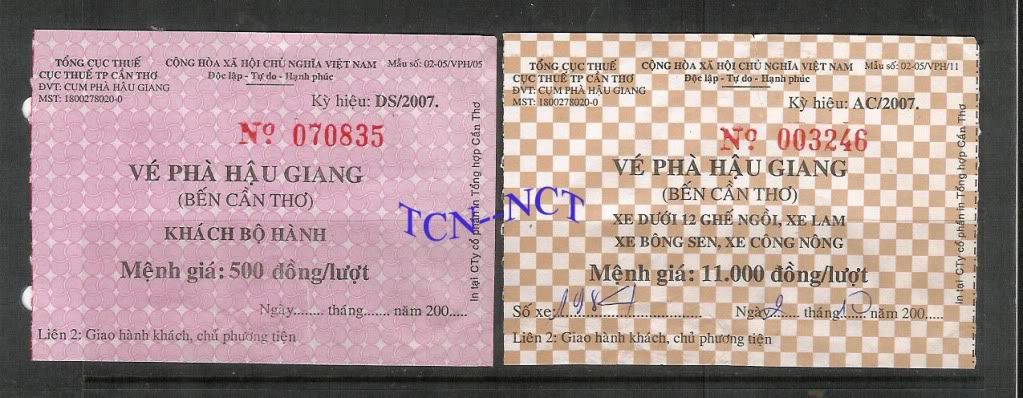 TỔNG CỤC THUẾ
CỤC THUẾ TP CẦN THƠ
ĐVT: CỤM PHÀ HẬU GIANG
MST: 1800278020-0
CỘNG HÒA XÃ HỘI CHỦ NGHĨA VIỆT NAM
Độc lập - Tự do - Hạnh phúc
Mẫu số: 02-05/VPH/05
Ký hiệu: DS/2007.
Nº 070835
VÉ PHÀ HẬU GIANG
(BẾN CẦN THƠ)
KHÁCH BỘ HÀNH
Mệnh giá: 500 đồng/lượt
Ngày........ tháng ....... năm 200.....
Liên 2: Giao hành khách, chủ phương tiện
In tại CTy cổ phần in Tổng hợp Cần Thơ
TCN--NCT
TỔNG CỤC THUẾ
CỤC THUẾ TP CẦN THƠ
ĐVT: CỤM PHÀ HẬU GIANG
MST: 1800278020-0
CỘNG HÒA XÃ HỘI CHỦ NGHĨA VIỆT NAM
Độc lập - Tự do - Hạnh phúc
Mẫu số: 02-05/VPH/11
Ký hiệu: AC/2007.
Nº 003246
VÉ PHÀ HẬU GIANG
(BẾN CẦN THƠ)
XE DƯỚI 12 GHẾ NGỒI, XE LAM
XE BÔNG SEN, XE CÔNG NÔNG
Mệnh giá: 11.000 đồng/lượt
Số xe: 1984 Ngày 2 tháng 10 năm 200.....
Liên 2: Giao hành khách, chủ phương tiện
In tại CTy cổ phần in Tổng hợp Cần Thơ